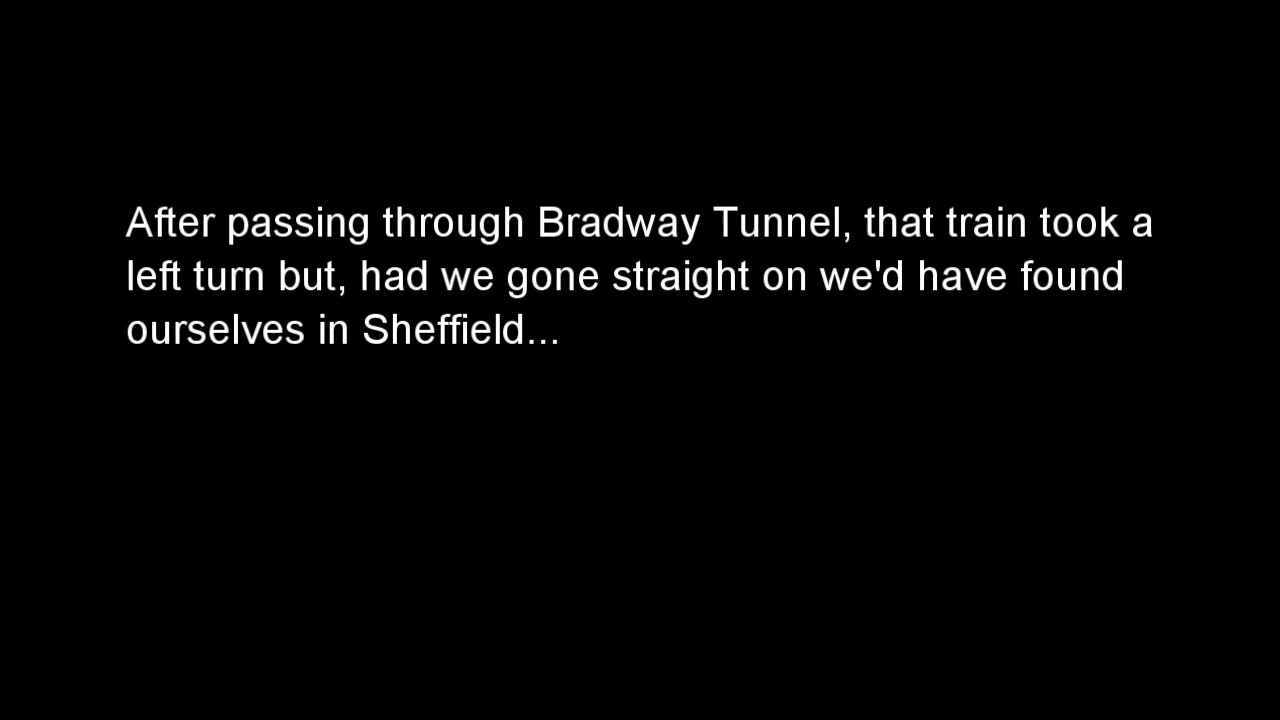 After passing through Bradway Tunnel, that train took a
left turn but, had we gone straight on we'd have found
ourselves in Sheffield...